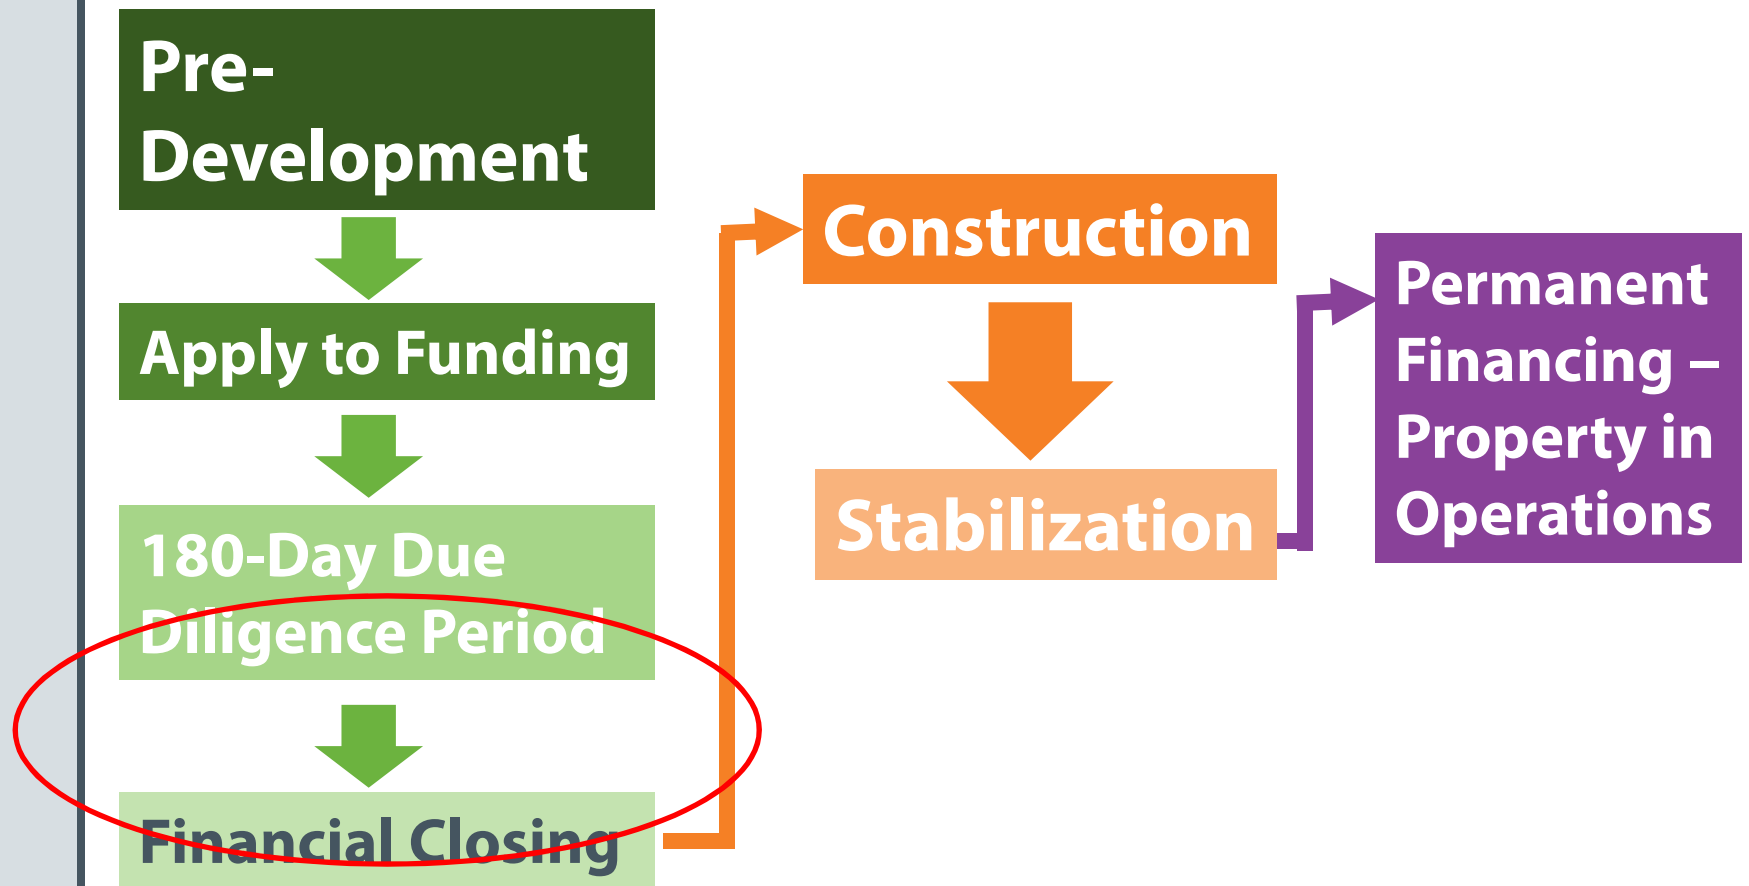 Pre-
Development
Apply to Funding
180-Day Due
Diligence Period
Financial Closing
Construction
Stabilization
Permanent
Financing –
Property in
Operations